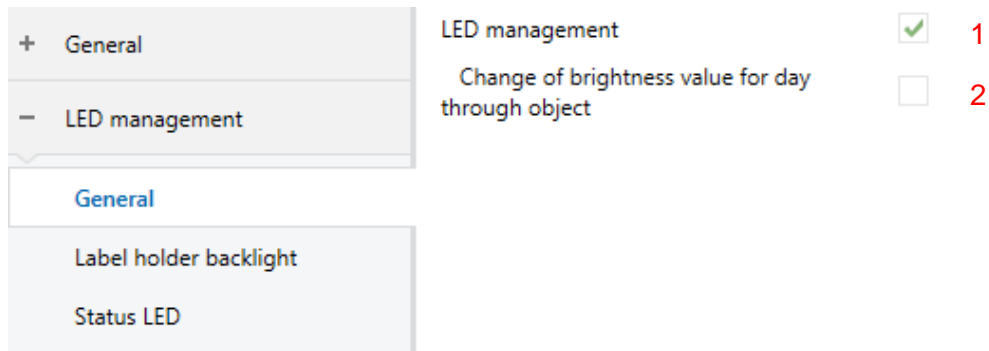 + General
− LED management
General
Label holder backlight
Status LED
LED management 1
Change of brightness value for day
through object 2